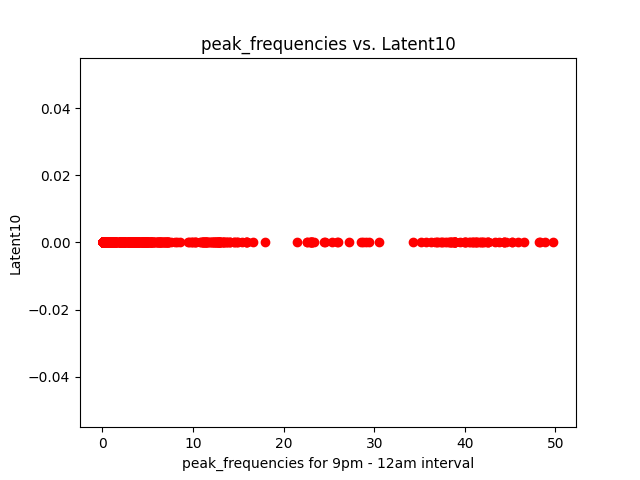 peak_frequencies vs. Latent10
0.04
0.02
0.00
−0.02
−0.04
Latent10
0 10 20 30 40 50
peak_frequencies for 9pm - 12am interval